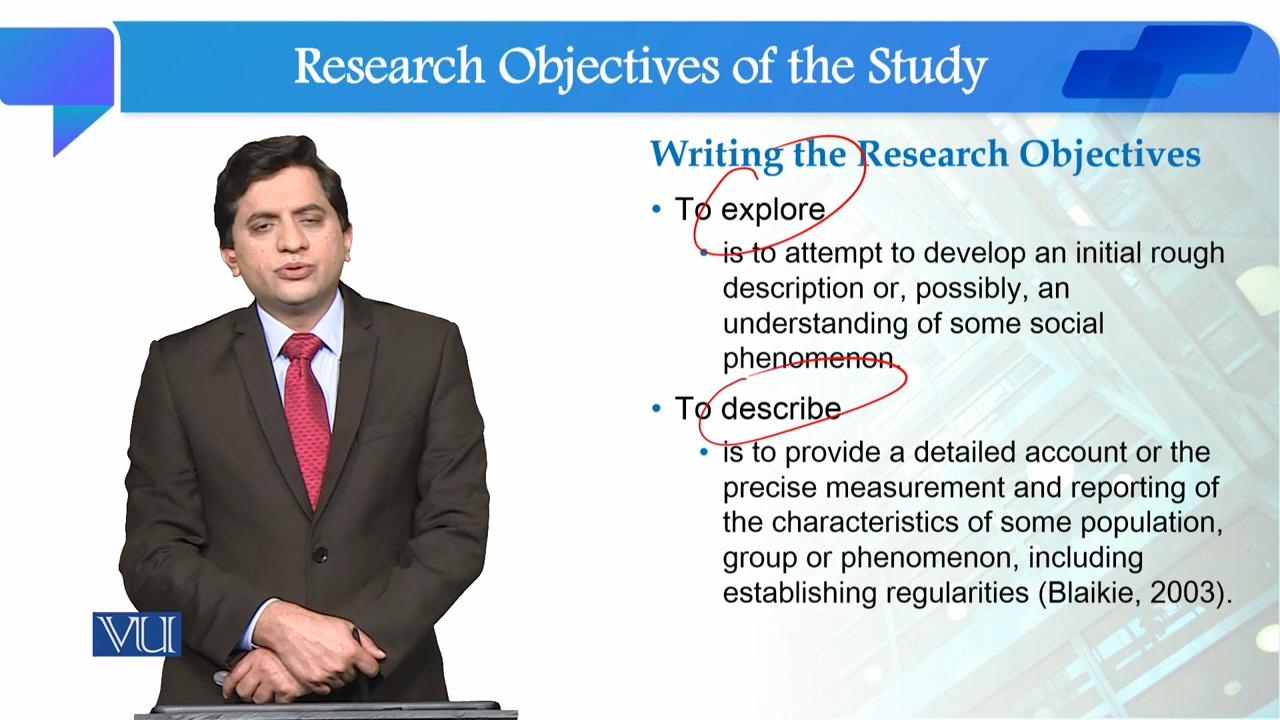 Research Objectives of the Study
Writing the Research Objectives
• To explore
• is to attempt to develop an initial rough
description or, possibly, an
understanding of some social
phenomenon.
• To describe
• is to provide a detailed account or the
precise measurement and reporting of
the characteristics of some population,
group or phenomenon, including
establishing regularities (Blaikie, 2003).
VU